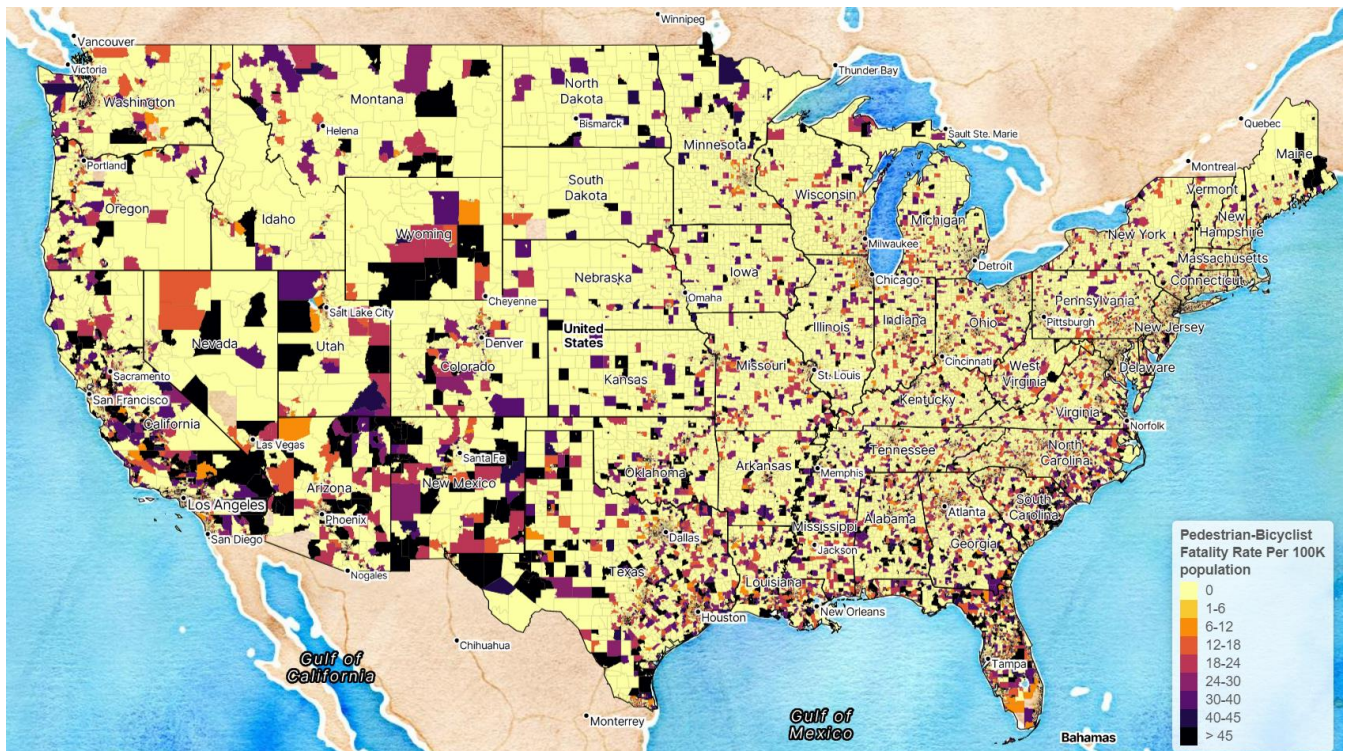 Winnipeg
Vancouver
Victoria
Washington
Montana
North
Dakota
Thunder Bay
Helena
Bismarck
Minnesota
Sault Ste. Marie
Quebec
Maine
Montreal
Portland
Oregon
Idaho
South
Dakota
Wisconsin
Michigan
Vermont
New
Hampshire
New York
Wyoming
Milwaukee
Detroit
Massachusetts
Connecticut
Nebraska
Iowa
Chicago
Cheyenne
Omaha
Salt Lake City
Pennsylvania
Pittsburgh
New Jersey
Nevada
Utah
United
States
Denver
Colorado
Illinois
Indiana
Ohio
Cincinnati
Delaware
West
Virginia
Sacramento
San Francisco
California
Kansas
Missouri
St. Louis
Kentucky
Virginia
Norfolk
Las Vegas
Santa Fe
Oklahoma
Arkansas
Memphis
Tennessee
North
Carolina
Los Angeles
Arizona
New Mexico
Phoenix
San Diego
Nogales
Dallas
Texas
Mississippi
Jackson
Alabama
Atlanta
Georgia
South
Carolina
Louisiana
Houston
New Orleans
Chihuahua
Gulf of
California
Monterrey
Gulf of
Mexico
Tampa
Bahamas
Pedestrian-Bicyclist
Fatality Rate Per 100K
population
0
1-6
6-12
12-18
18-24
24-30
30-40
40-45
> 45